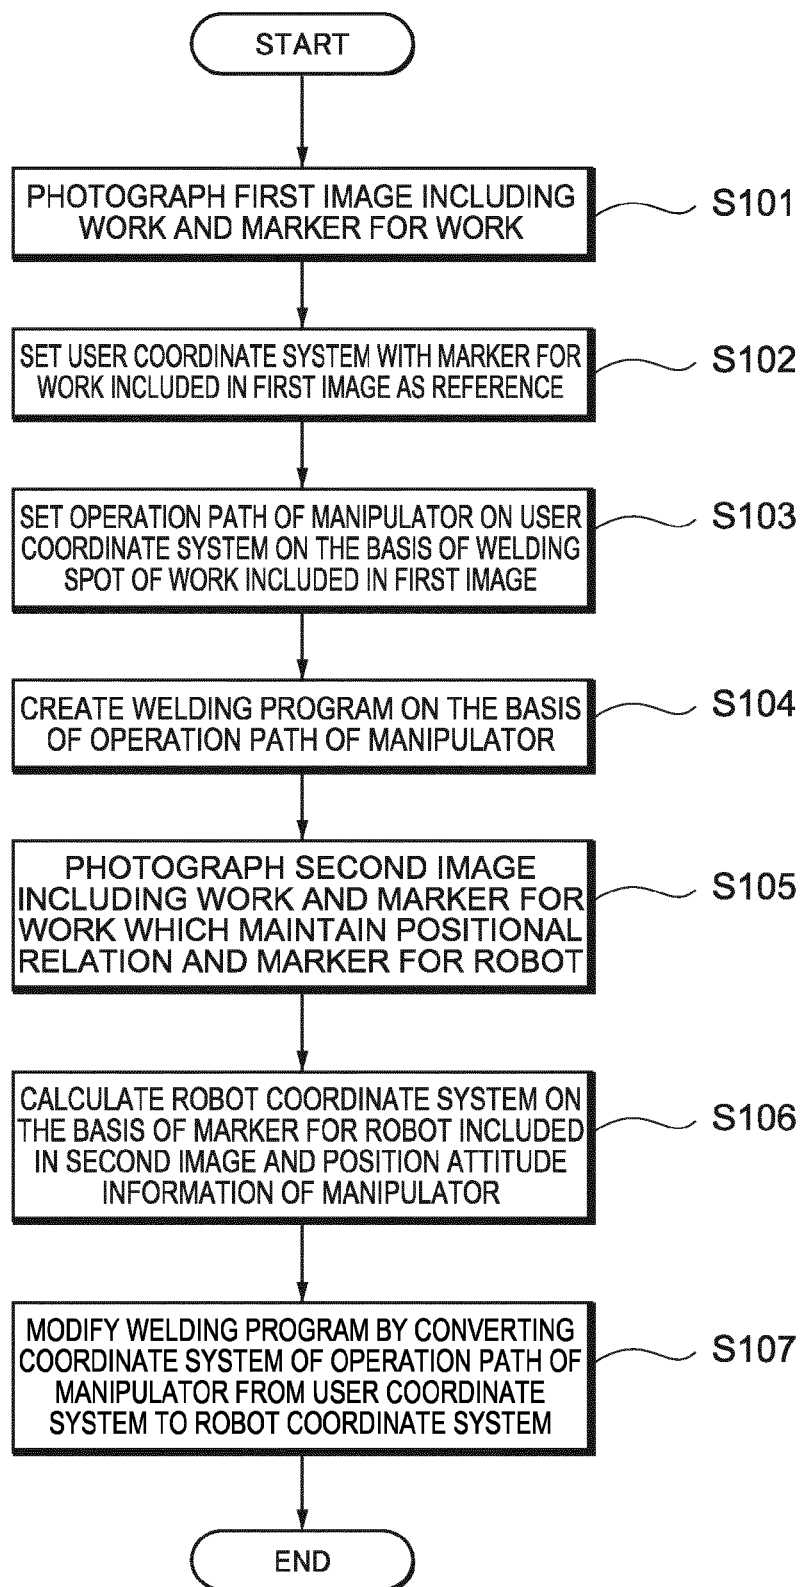 START
PHOTOGRAPH FIRST IMAGE INCLUDING
WORK AND MARKER FOR WORK
S101
SET USER COORDINATE SYSTEM WITH MARKER FOR
WORK INCLUDED IN FIRST IMAGE AS REFERENCE
S102
SET OPERATION PATH OF MANIPULATOR ON USER
COORDINATE SYSTEM ON THE BASIS OF WELDING
SPOT OF WORK INCLUDED IN FIRST IMAGE
S103
CREATE WELDING PROGRAM ON THE BASIS
OF OPERATION PATH OF MANIPULATOR
S104
PHOTOGRAPH SECOND IMAGE
INCLUDING WORK AND MARKER FOR
WORK WHICH MAINTAIN POSITIONAL
RELATION AND MARKER FOR ROBOT
S105
CALCULATE ROBOT COORDINATE SYSTEM ON
THE BASIS OF MARKER FOR ROBOT INCLUDED
IN SECOND IMAGE AND POSITION ATTITUDE
INFORMATION OF MANIPULATOR
S106
MODIFY WELDING PROGRAM BY CONVERTING
COORDINATE SYSTEM OF OPERATION PATH OF
MANIPULATOR FROM USER COORDINATE
SYSTEM TO ROBOT COORDINATE SYSTEM
S107
END